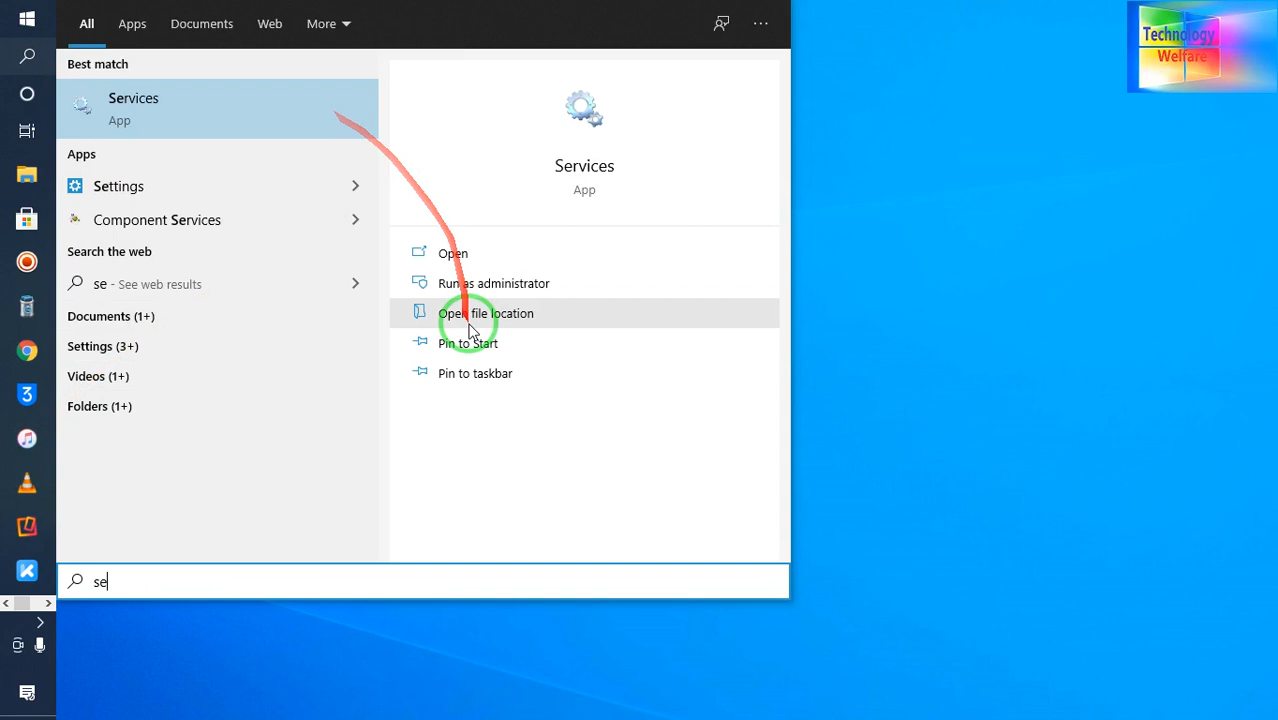 All Apps Documents Web More
Technology
Welfare
Best match
Services
App
Apps
Settings
Component Services
Search the web
se - See web results
Documents (1+)
Settings (3+)
Videos (1+)
Folders (1+)
Services
App
Open
Run as administrator
Open file location
Pin to Start
Pin to taskbar
se
3